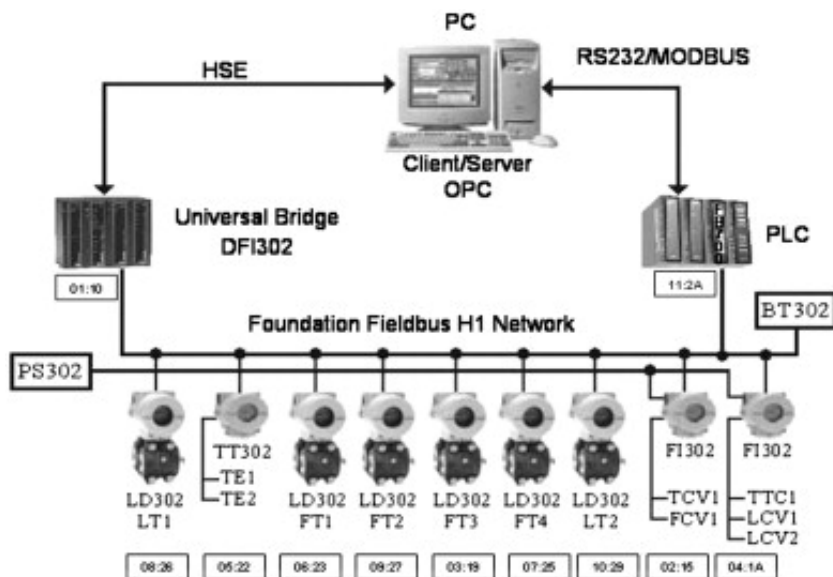 PC
HSE
RS232/MODBUS
Client/Server
OPC
Universal Bridge
DFI302
PLC
01:10
11:2A
Foundation Fieldbus H1 Network
BT302
PS302
LD302
LT1
TT302
TE1
TE2
LD302
FT1
LD302
FT2
LD302
FT3
LD302
FT4
LD302
LT2
FI302
TCV1
FCV1
FI302
TTC1
LCV1
LCV2
08:26
05:22
06:23
09:27
03:19
07:25
10:29
02:15
04:1A